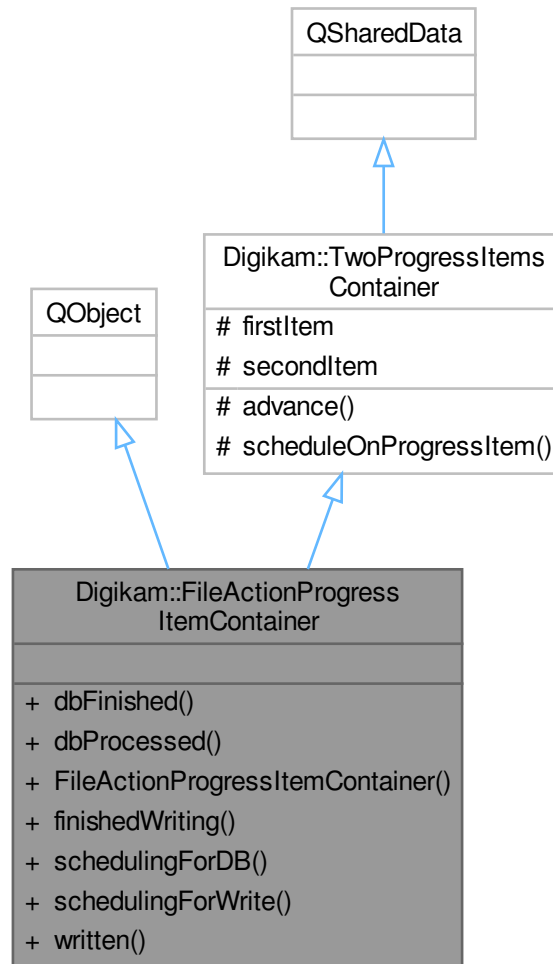 QSharedData
Digikam::TwoProgressItems
Container
# firstItem
# secondItem
# advance()
# scheduleOnProgressItem()
QObject
Digikam::FileActionProgress
ItemContainer
+ dbFinished()
+ dbProcessed()
+ FileActionProgressItemContainer()
+ finishedWriting()
+ schedulingForDB()
+ schedulingForWrite()
+ written()